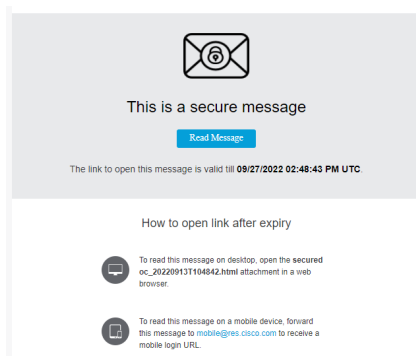 This is a secure message
Read Message
The link to open this message is valid till 09/27/2022 02:48:43 PM UTC.
How to open link after expiry
To read this message on desktop, open the secured
oc_20220913T104842.html attachment in a web
browser.
To read this message on a mobile device, forward
this message to mobile@res.cisco.com to receive a
mobile login URL.